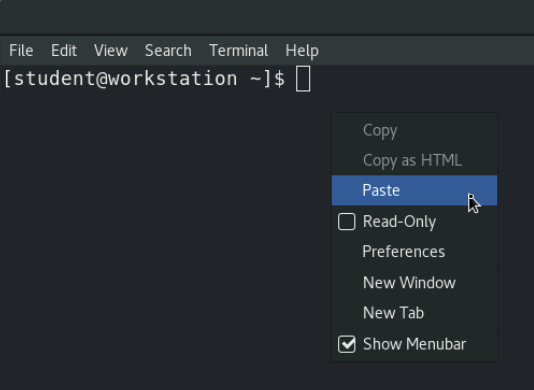 File Edit View Search Terminal Help
[student@workstation ~]$
Copy
Copy as HTML
Paste
Read-Only
Preferences
New Window
New Tab
Show Menubar